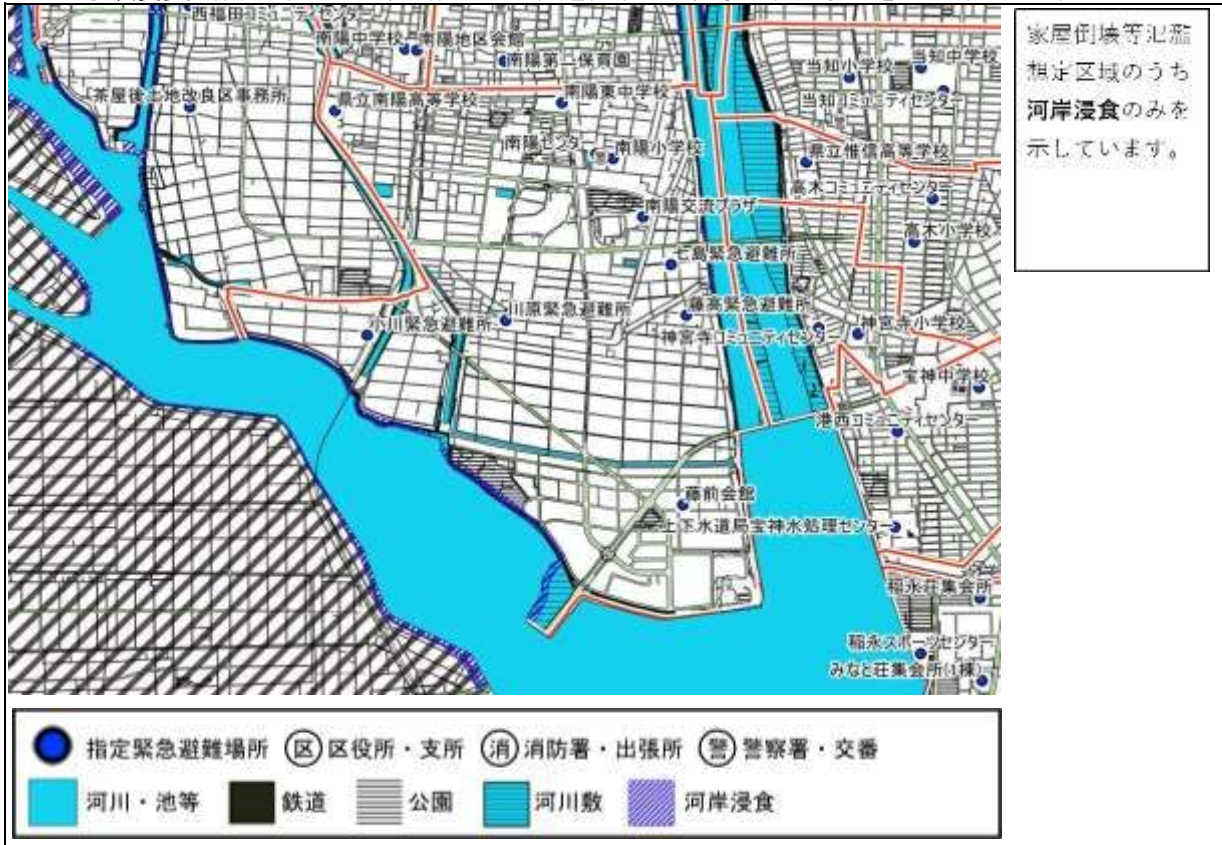 西福田コミュニティセンター
南陽中学校
南陽地区会館
南陽第一保育園
当知中学校
当知小学校
茶屋後土地改良区事務所
県立南陽高等学校
南陽東中学校
当知コミュニティセンター
南陽センター
南陽小学校
県立惟信高等学校
高木コミュニティセンター
南陽交流プラザ
高木小学校
七島緊急避難所
川原緊急避難所
藤高緊急避難所
小川緊急避難所
神宮寺コミュニティセンター
神宮寺小学校
宝神中学校
港西コミュニティセンター
藤前会館
上下水道局宝神水処理センター
稲永荘集会所
稲永スポーツセンター
みなと荘集会所(1棟)
家屋倒壊等氾濫
想定区域のうち
河岸浸食のみを
示しています。
指定緊急避難場所 区 区役所・支所 消 消防署・出張所 警 警察署・交番
河川・池等 鉄道 公園 河川敷 河岸浸食